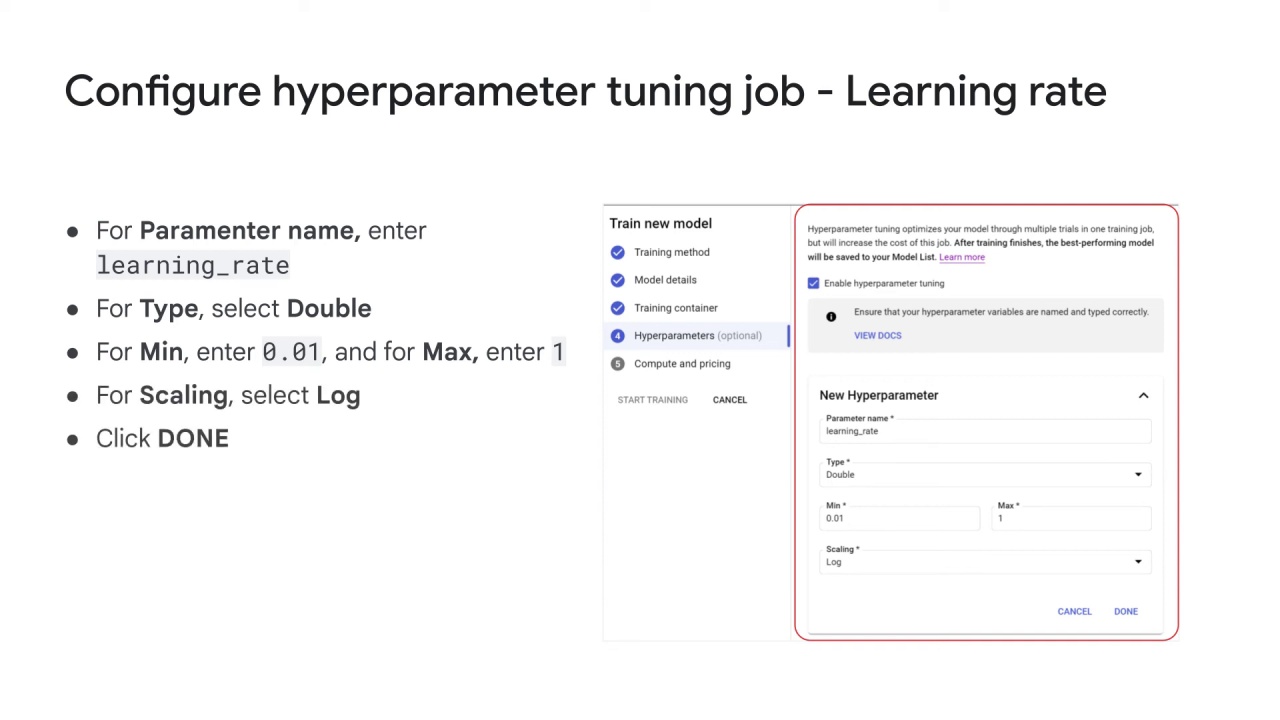 Configure hyperparameter tuning job - Learning rate
● For Paramenter name, enter
learning_rate
● For Type, select Double
● For Min, enter 0.01, and for Max, enter 1
● For Scaling, select Log
● Click DONE
Train new model
Training method
Model details
Training container
4 Hyperparameters (optional)
5 Compute and pricing
START TRAINING CANCEL
Hyperparameter tuning optimizes your model through multiple trials in one training job,
but will increase the cost of this job. After training finishes, the best-performing model
will be saved to your Model List. Learn more
Enable hyperparameter tuning
Ensure that your hyperparameter variables are named and typed correctly.
VIEW DOCS
New Hyperparameter
Parameter name *
learning_rate
Type *
Double
Min * Max *
0.01 1
Scaling *
Log
CANCEL DONE